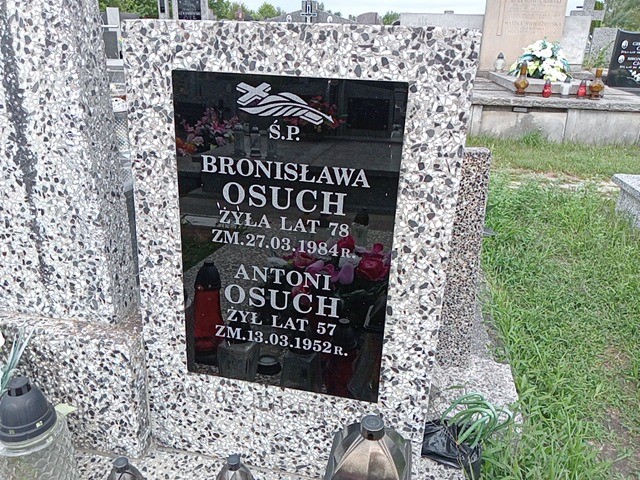 Ś.P.
BRONISŁAWA
OSUCH
ŻYŁA LAT 78
ZM.27.03.1984R.
ANTONI
OSUCH
ŻYŁ LAT 57
ZM.13.03.1952R.